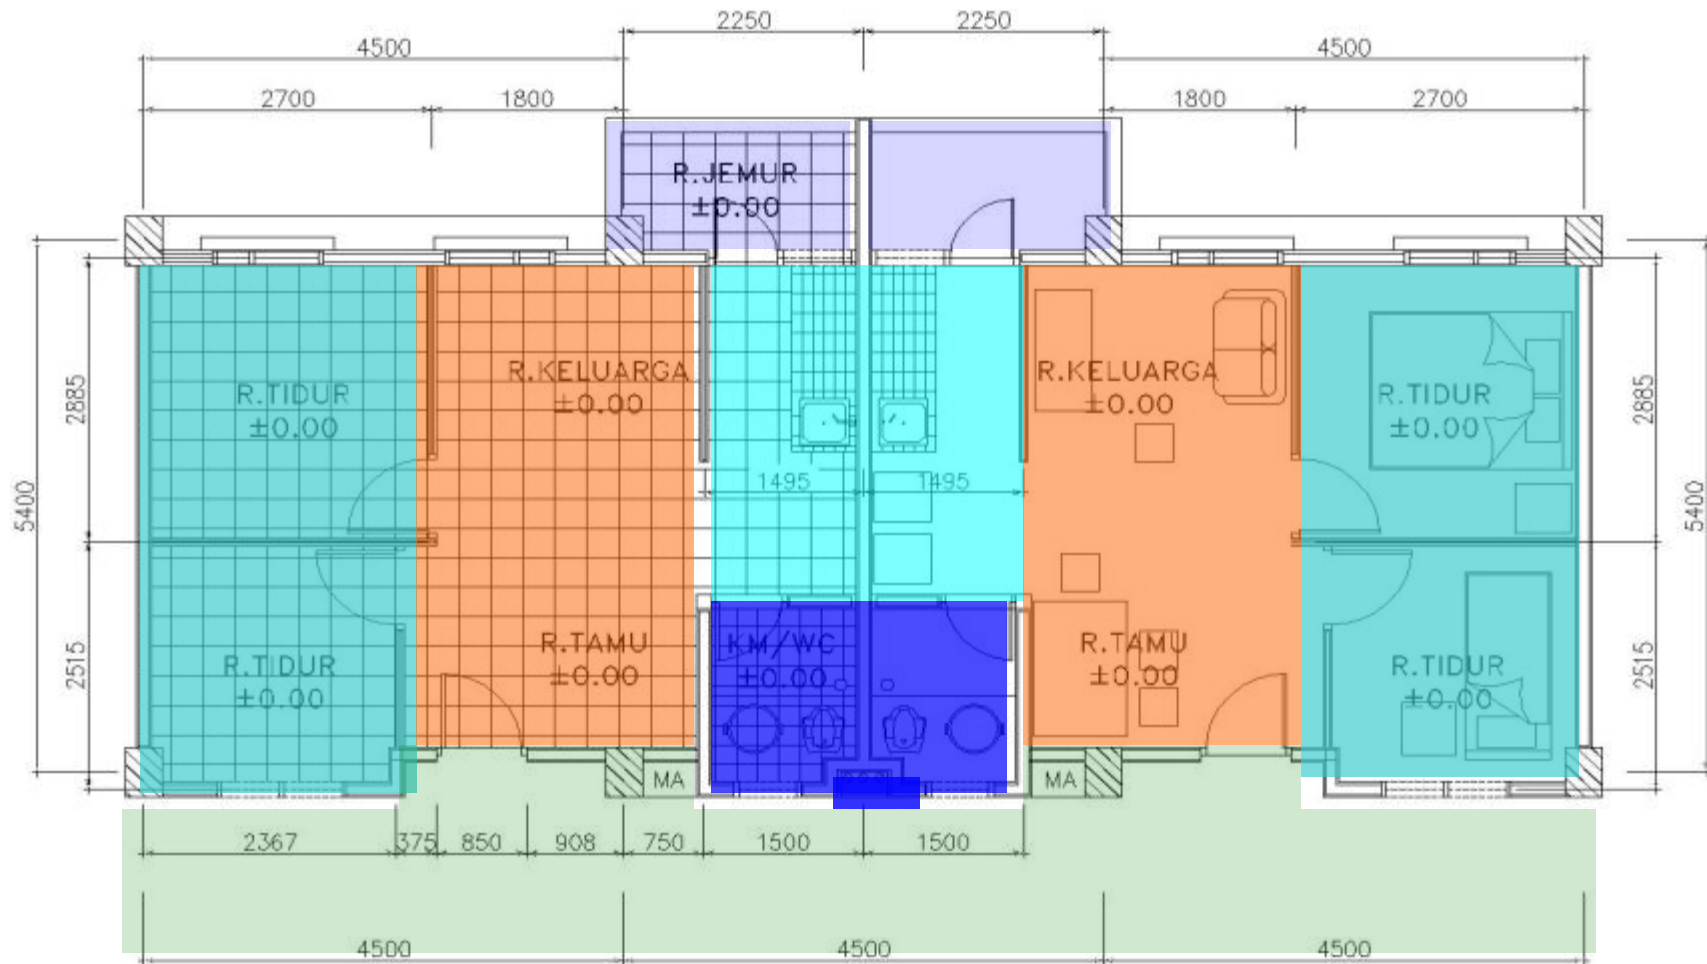 2250 2250
4500 4500
2700 1800 1800 2700
R.JEMUR
±0.00
R.KELUARGA R.KELUARGA
±0.00 ±0.00
R.TIDUR R.TIDUR
±0.00 ±0.00
2885 2885
1495 1495
5400 5400
R.TAMU KM/WC R.TAMU
±0.00 ±0.00 ±0.00
R.TIDUR R.TIDUR
±0.00 ±0.00
2515 2515
MA MA
2367 375 850 908 750 1500 1500
4500 4500 4500